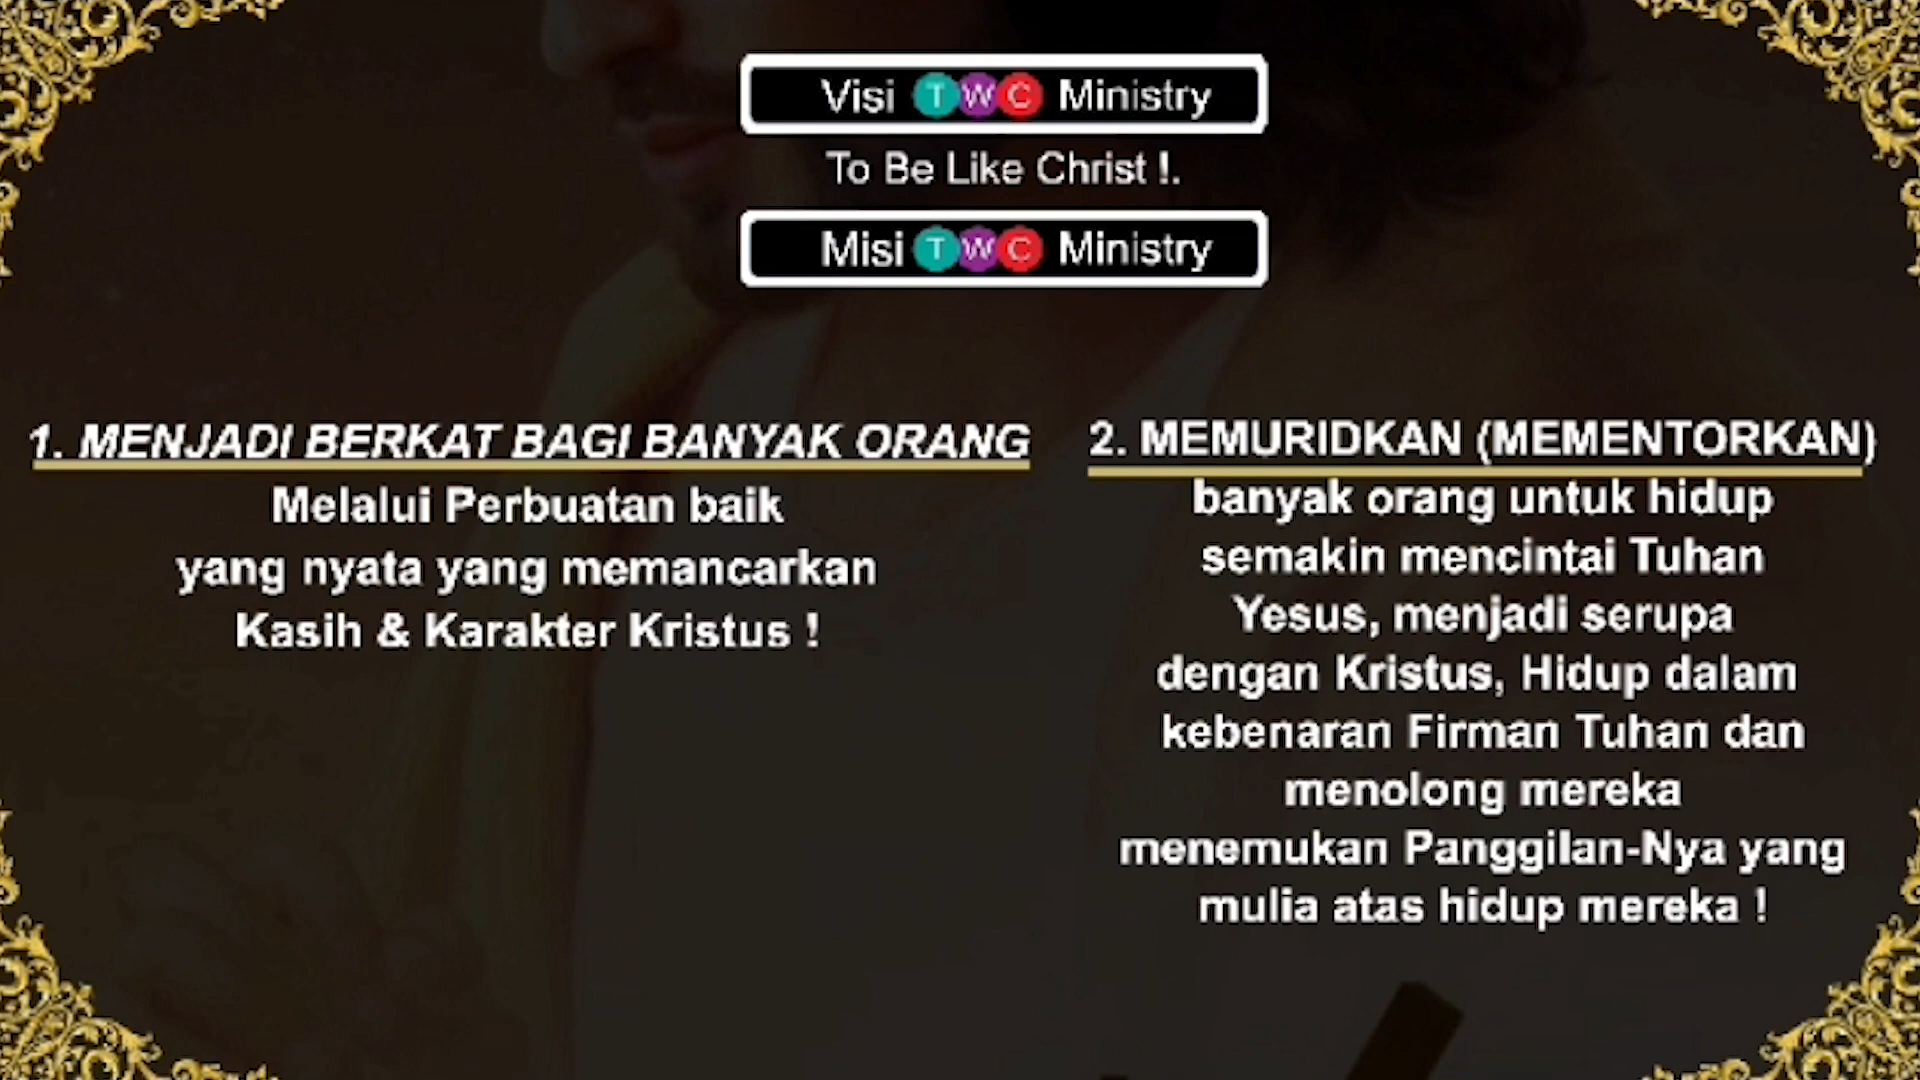 Visi TWC Ministry
To Be Like Christ !.
Misi TWC Ministry
1. MENJADI BERKAT BAGI BANYAK ORANG
Melalui Perbuatan baik
yang nyata yang memancarkan
Kasih & Karakter Kristus !
2. MEMURIDKAN (MEMENTORKAN)
banyak orang untuk hidup
semakin mencintai Tuhan
Yesus, menjadi serupa
dengan Kristus, Hidup dalam
kebenaran Firman Tuhan dan
menolong mereka
menemukan Panggilan-Nya yang
mulia atas hidup mereka !